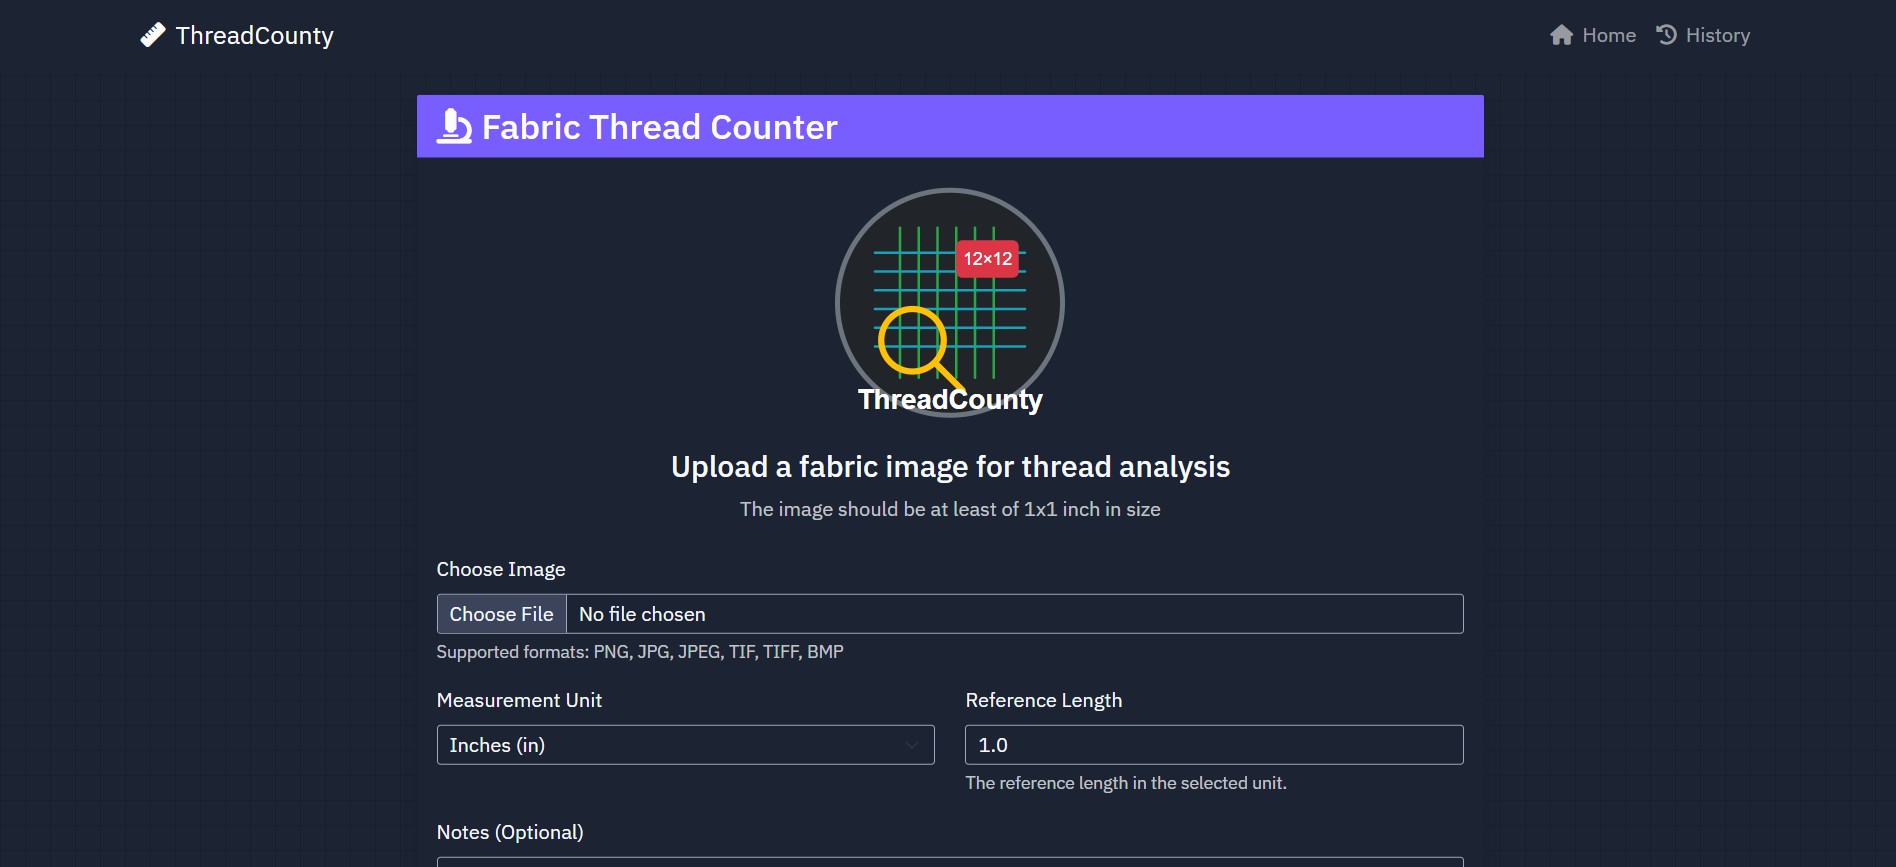 ThreadCounty
Home
History
Fabric Thread Counter
12×12
ThreadCounty
Upload a fabric image for thread analysis
The image should be at least of 1x1 inch in size
Choose Image
Choose File No file chosen
Supported formats: PNG, JPG, JPEG, TIF, TIFF, BMP
Measurement Unit
Inches (in)
Reference Length
1.0
The reference length in the selected unit.
Notes (Optional)